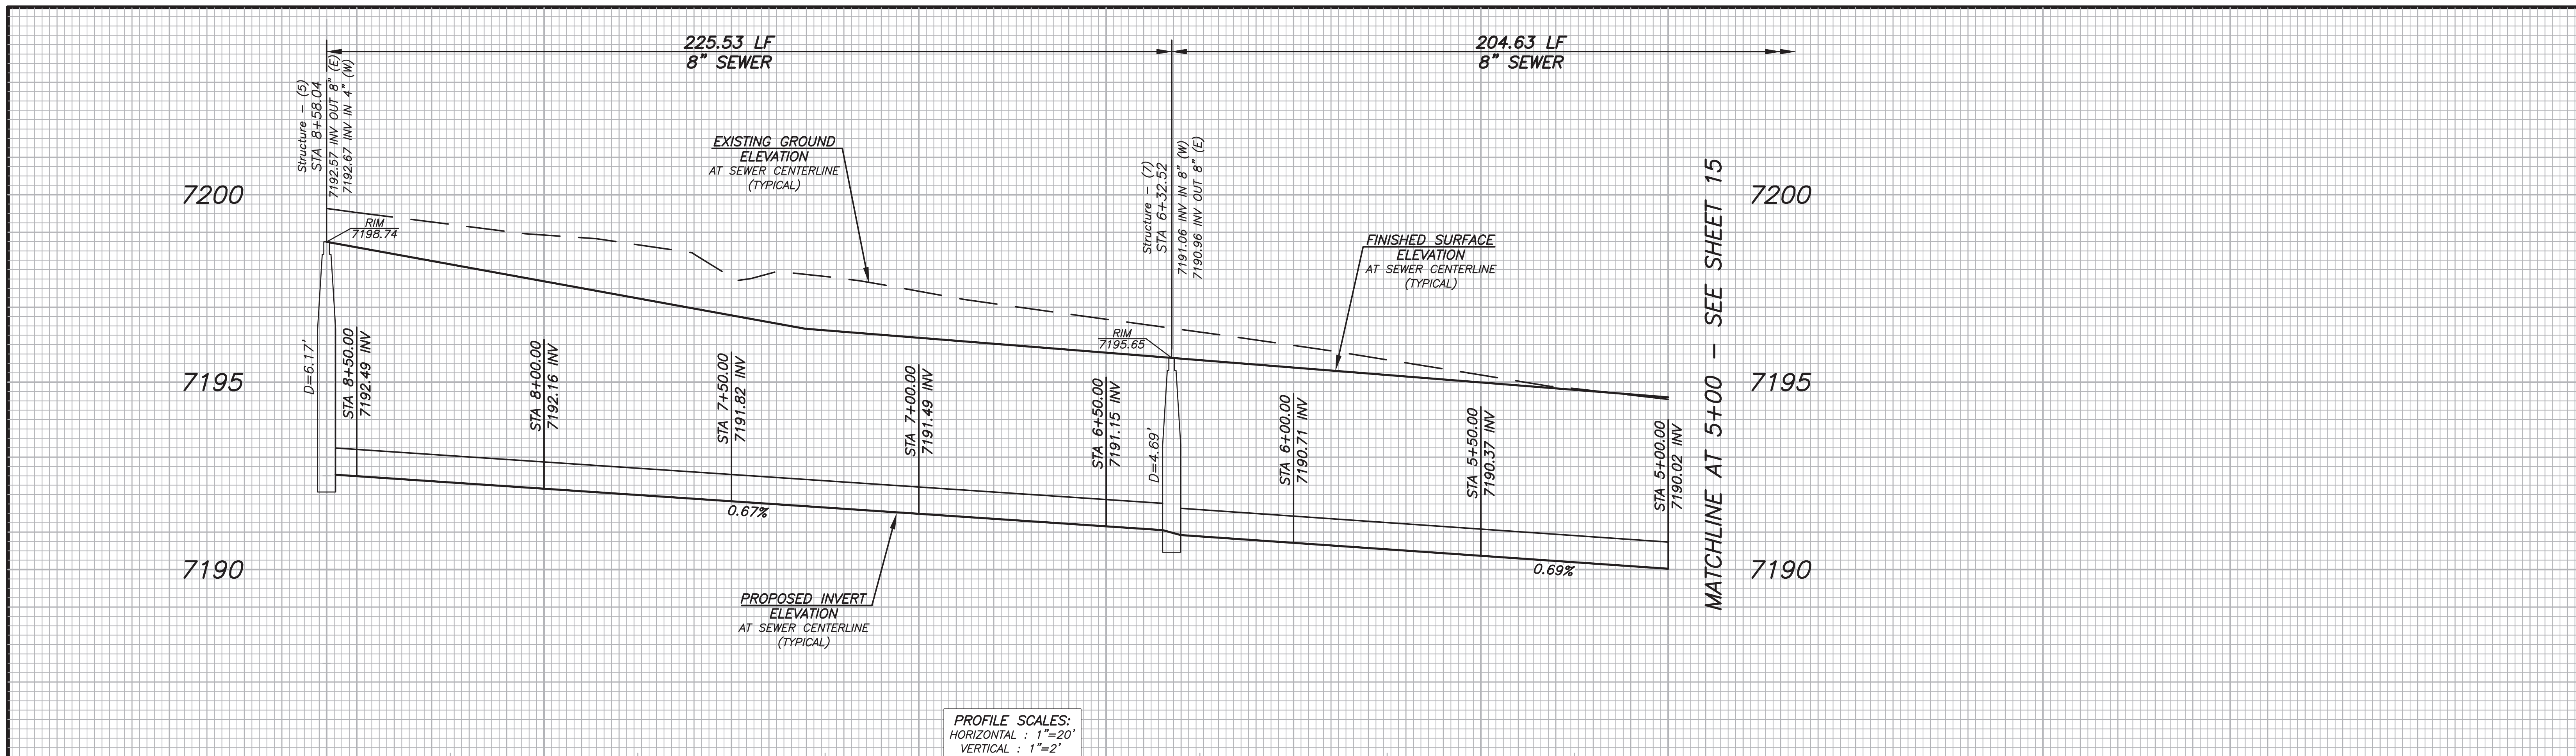 225.53 LF
8" SEWER
204.63 LF
8" SEWER
Structure - (5)
STA 8+58.04
7192.57 INV OUT 8" (E)
7192.67 INV IN 4" (W)
EXISTING GROUND
ELEVATION
AT SEWER CENTERLINE
(TYPICAL)
Structure - (7)
STA 6+32.52
7191.06 INV IN 8" (W)
7190.96 INV OUT 8" (E)
7200
7200
RIM
7198.74
FINISHED SURFACE
ELEVATION
AT SEWER CENTERLINE
(TYPICAL)
RIM
7195.65
MATCHLINE AT 5+00 - SEE SHEET 15
7195
7195
D=6.17'
STA 8+50.00
7192.49 INV
STA 8+00.00
7192.16 INV
STA 7+50.00
7191.82 INV
STA 7+00.00
7191.49 INV
STA 6+50.00
7191.15 INV
D=4.69'
STA 6+00.00
7190.71 INV
STA 5+50.00
7190.37 INV
STA 5+00.00
7190.02 INV
0.67%
0.69%
7190
7190
PROPOSED INVERT
ELEVATION
AT SEWER CENTERLINE
(TYPICAL)
PROFILE SCALES:
HORIZONTAL : 1"=20'
VERTICAL : 1"=2'